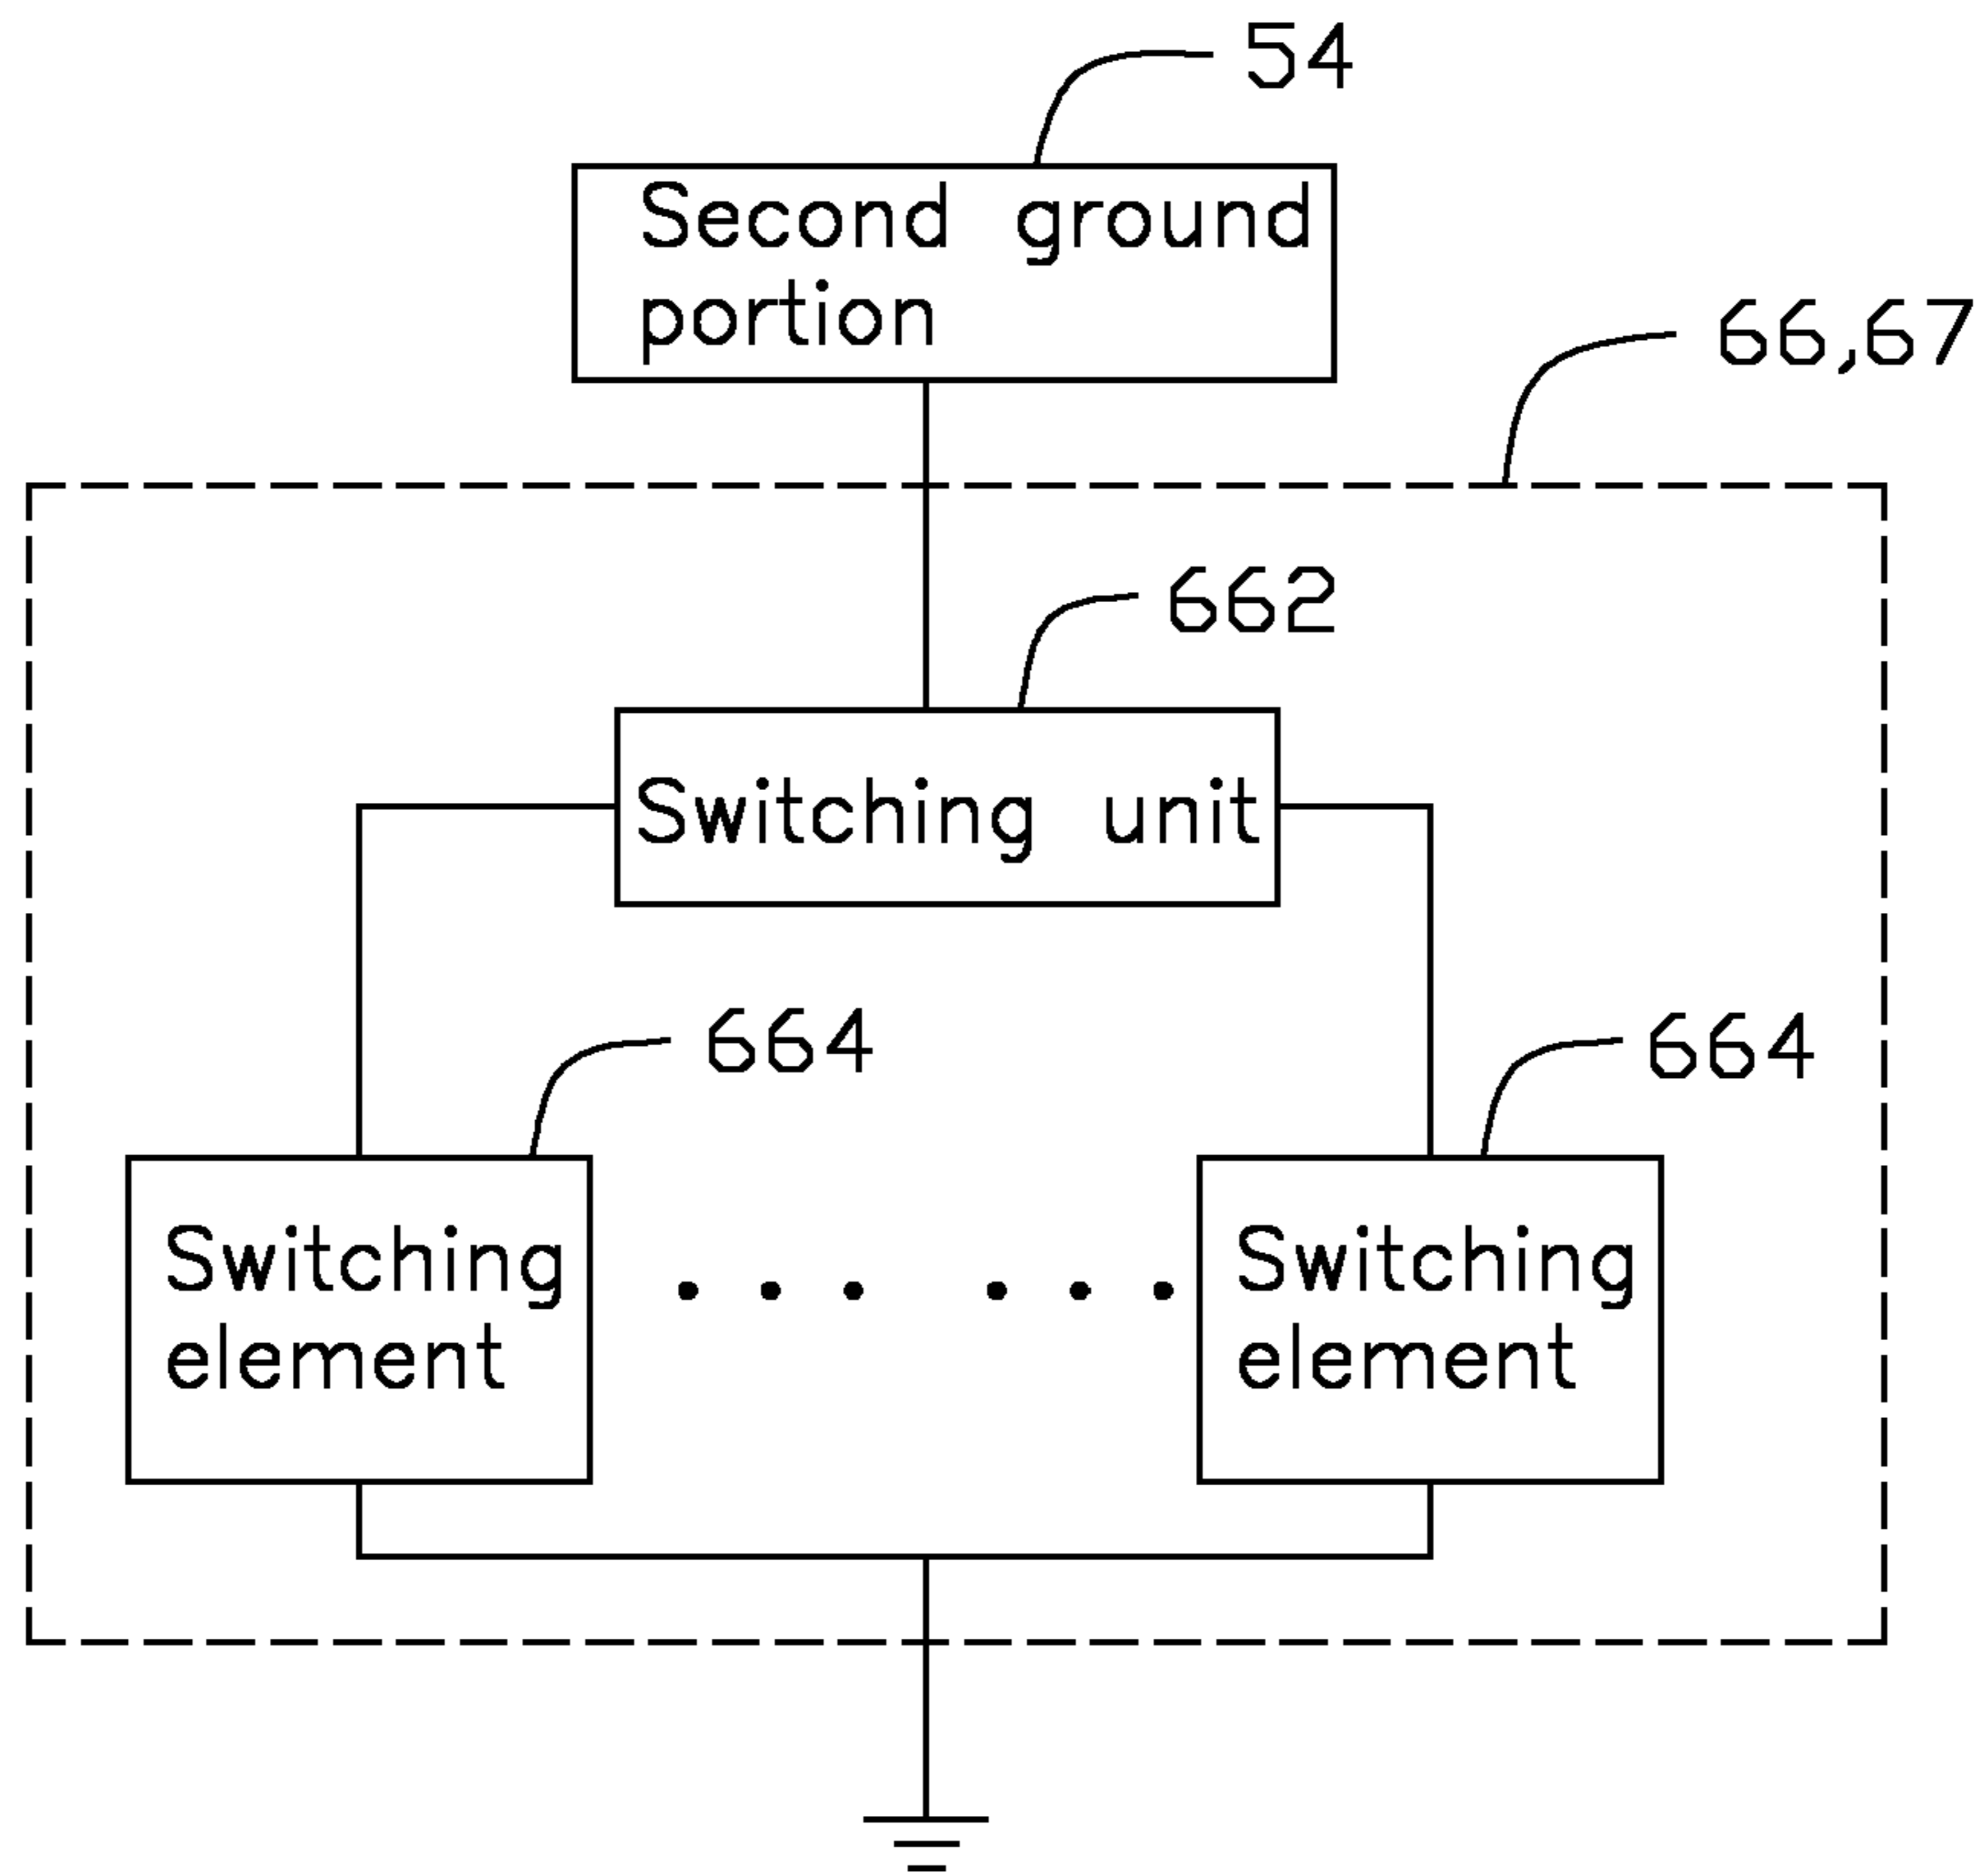 54
Second ground
portion
66,67
662
Switching unit
664
664
Switching
element
Switching
element